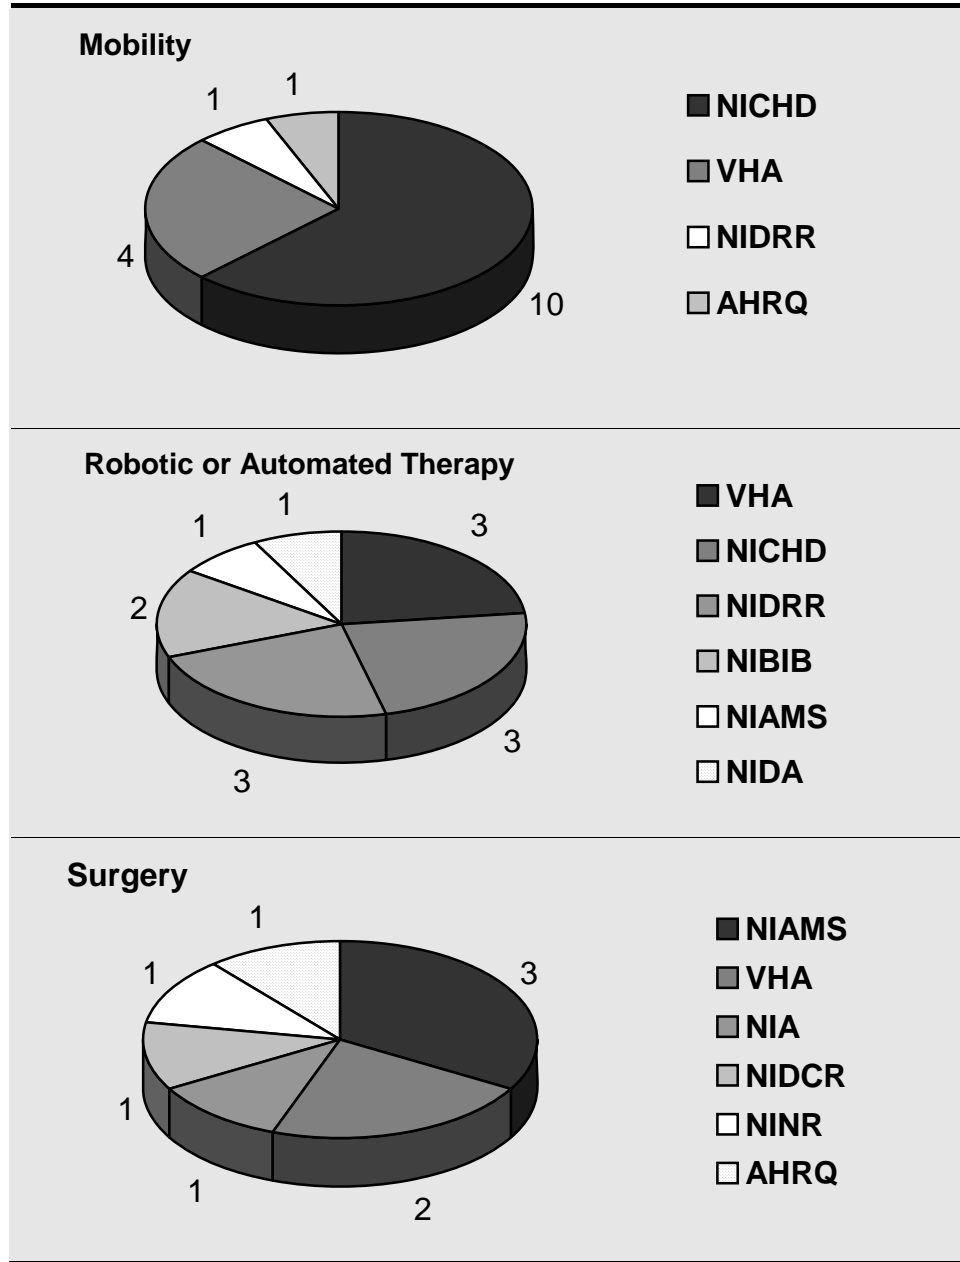 Mobility
1
1
4
10
NICHD
VHA
NIDRR
AHRQ
Robotic or Automated Therapy
1
1
3
2
3
3
VHA
NICHD
NIDRR
NIBIB
NIAMS
NIDA
Surgery
1
1
3
1
1
2
NIAMS
VHA
NIA
NIDCR
NINR
AHRQ